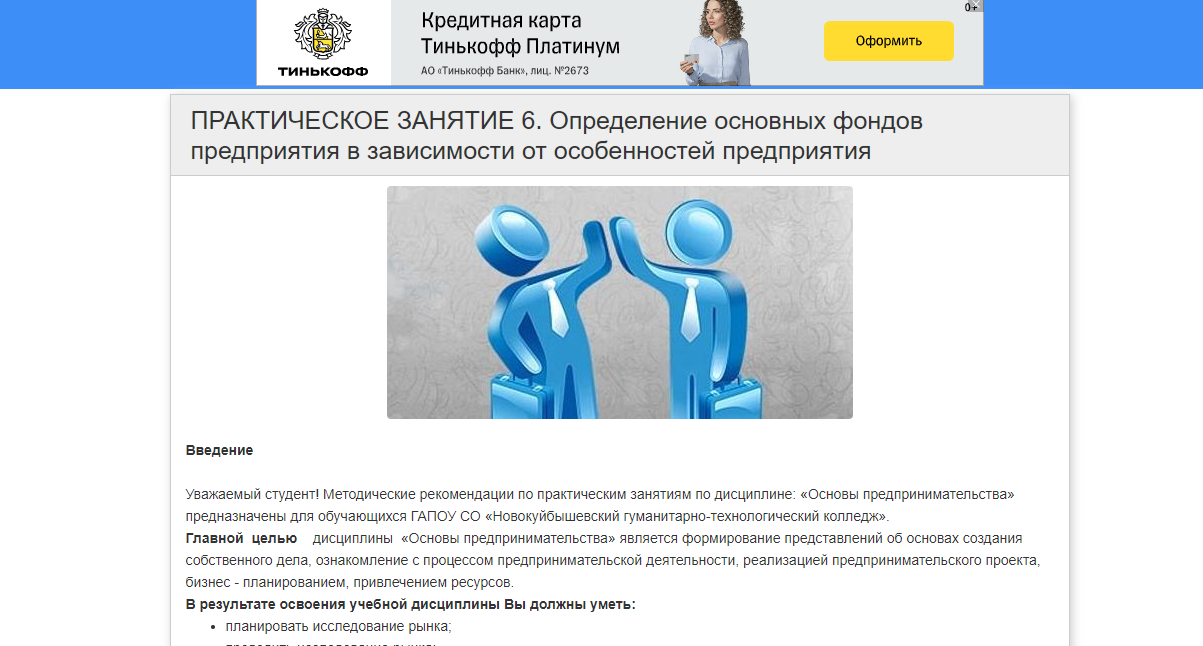 Кредитная карта
Тинькофф Платинум
АО «Тинькофф Банк», лиц. №2673
ТИНЬКОФФ
Оформить
0+
ПРАКТИЧЕСКОЕ ЗАНЯТИЕ 6. Определение основных фондов
предприятия в зависимости от особенностей предприятия
Введение
Уважаемый студент! Методические рекомендации по практическим занятиям по дисциплине: «Основы предпринимательства»
предназначены для обучающихся ГАПОУ СО «Новокуйбышевский гуманитарно-технологический колледж».
Главной целью дисциплины «Основы предпринимательства» является формирование представлений об основах создания
собственного дела, ознакомление с процессом предпринимательской деятельности, реализацией предпринимательского проекта,
бизнес - планированием, привлечением ресурсов.
В результате освоения учебной дисциплины Вы должны уметь:
• планировать исследование рынка;